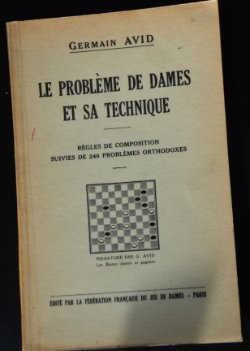 GERMAIN AVID
LE PROBLÈME DE DAMES
ET SA TECHNIQUE
RÈGLES DE COMPOSITION
SUIVIES DE 240 PROBLÈMES ORTHODOXES
MINIATURE PAR G. AVID
Les Blancs jouent et gagnent
ÉDITÉ PAR LA FÉDÉRATION FRANÇAISE DU JEU DE DAMES - PARIS